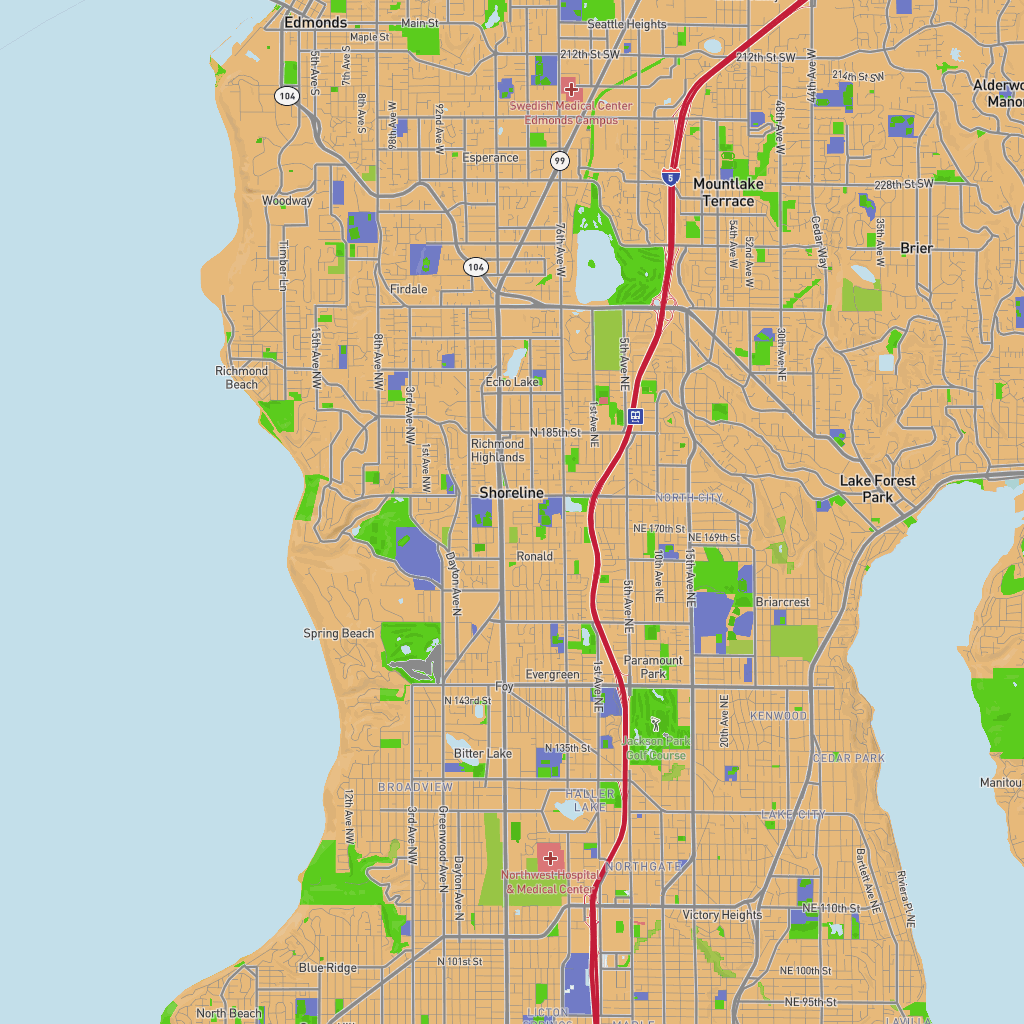 Edmonds
Main St
Seattle Heights
Maple St
212th St SW
212th St SW
5th Ave S
7th Ave S
44th Ave W
214th St SW
Alderwo
Manor
104
8th Ave S
92nd Ave W
Swedish Medical Center
Edmonds Campus
48th Ave W
Esperance
99
5
Mountlake
Terrace
228th St SW
Woodway
76th Ave W
54th Ave W
52nd Ave W
Cedar Way
35th Ave W
Brier
Timber Ln
104
Firdale
15th Ave NW
8th Ave NW
5th Ave NE
30th Ave NE
Richmond
Beach
Echo Lake
3rd Ave NW
1st Ave NE
N 185th St
Richmond
Highlands
1st Ave NW
Shoreline
NORTH CITY
Lake Forest
Park
NE 170th St
NE 169th St
Ronald
Dayton Ave N
5th Ave NE
10th Ave NE
15th Ave NE
Briarcrest
Spring Beach
Evergreen
1st Ave NE
Paramount
Park
Foy
N 143rd St
20th Ave NE
KENWOOD
Jackson Park
Golf Course
Bitter Lake
N 135th St
CEDAR PARK
Manitou
BROADVIEW
HALLER
LAKE
12th Ave NW
3rd Ave NW
Greenwood Ave N
LAKE CITY
Dayton Ave N
Northwest Hospital
& Medical Center
NORTHGATE
Bartlett Ave NE
Riviera Pl NE
Victory Heights
NE 110th St
Blue Ridge
N 101st St
NE 100th St
NE 95th St
North Beach
LICTON